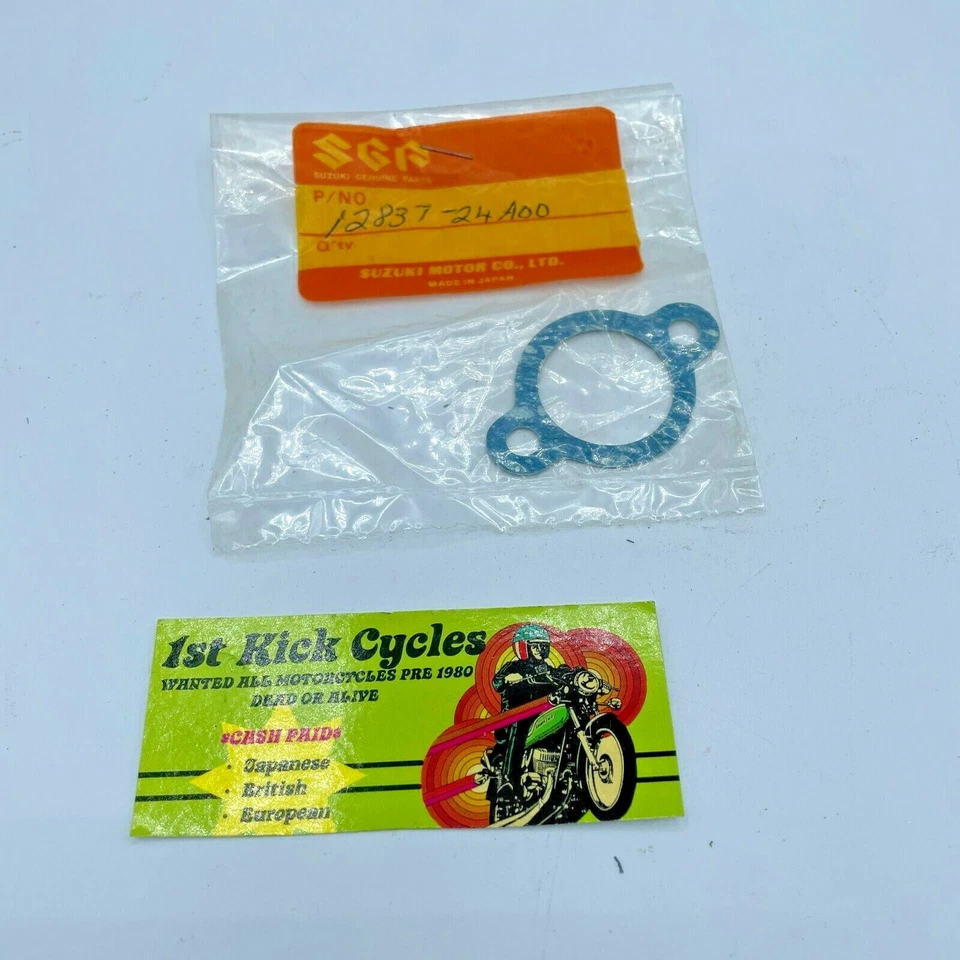 SGP
SUZUKI GENUINE PARTS
P/NO
12837-24A00
Q'TY
SUZUKI MOTOR CO., LTD.
MADE IN JAPAN
1st Kick Cycles
WANTED ALL MOTORCYCLES PRE 1980
DEAD OR ALIVE
*CASH PAID*
· Japanese
· British
· European